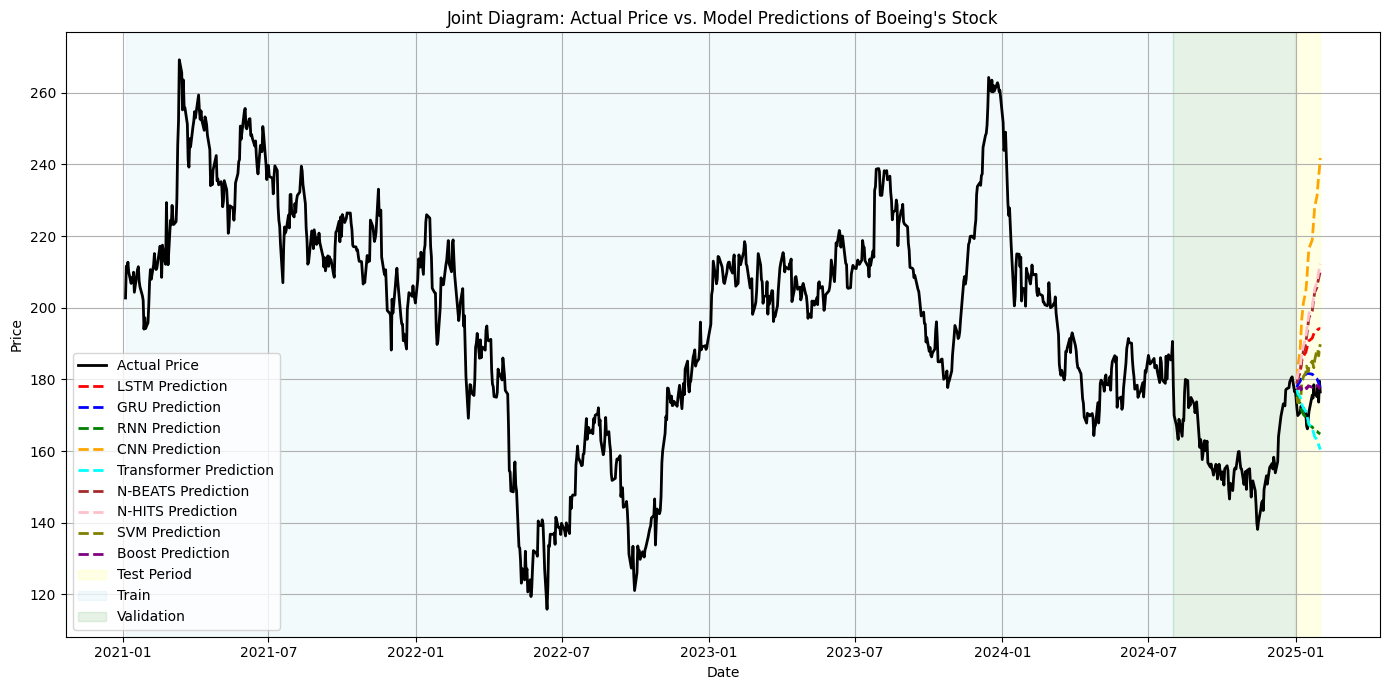 Joint Diagram: Actual Price vs. Model Predictions of Boeing's Stock
Price
260
240
220
200
180
160
140
120
Actual Price
LSTM Prediction
GRU Prediction
RNN Prediction
CNN Prediction
Transformer Prediction
N-BEATS Prediction
N-HITS Prediction
SVM Prediction
Boost Prediction
Test Period
Train
Validation
2021-01 2021-07 2022-01 2022-07 2023-01 2023-07 2024-01 2024-07 2025-01
Date